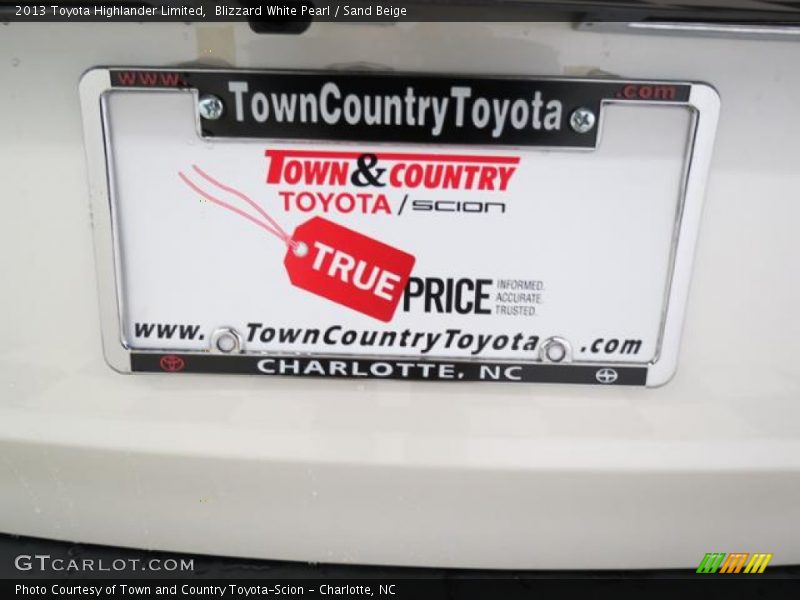 2013 Toyota Highlander Limited,  Blizzard White Pearl / Sand Beige
www. .com
TownCountryToyota
TOWN & COUNTRY
TOYOTA / SCION
TRUE PRICE INFORMED.
ACCURATE.
TRUSTED.
www. TownCountryToyota .com
CHARLOTTE, NC
GTCARLOT.COM
Photo Courtesy of Town and Country Toyota-Scion - Charlotte, NC